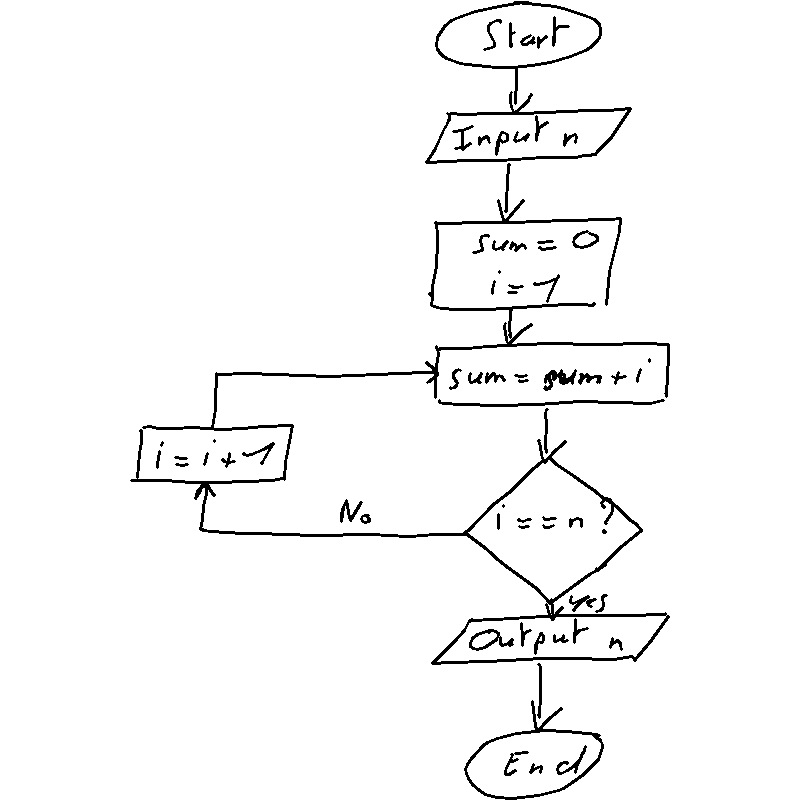 Start
Input n
sum = 0
i = 1
sum = sum + i
i = i + 1
No
i == n ?
yes
Output n
End